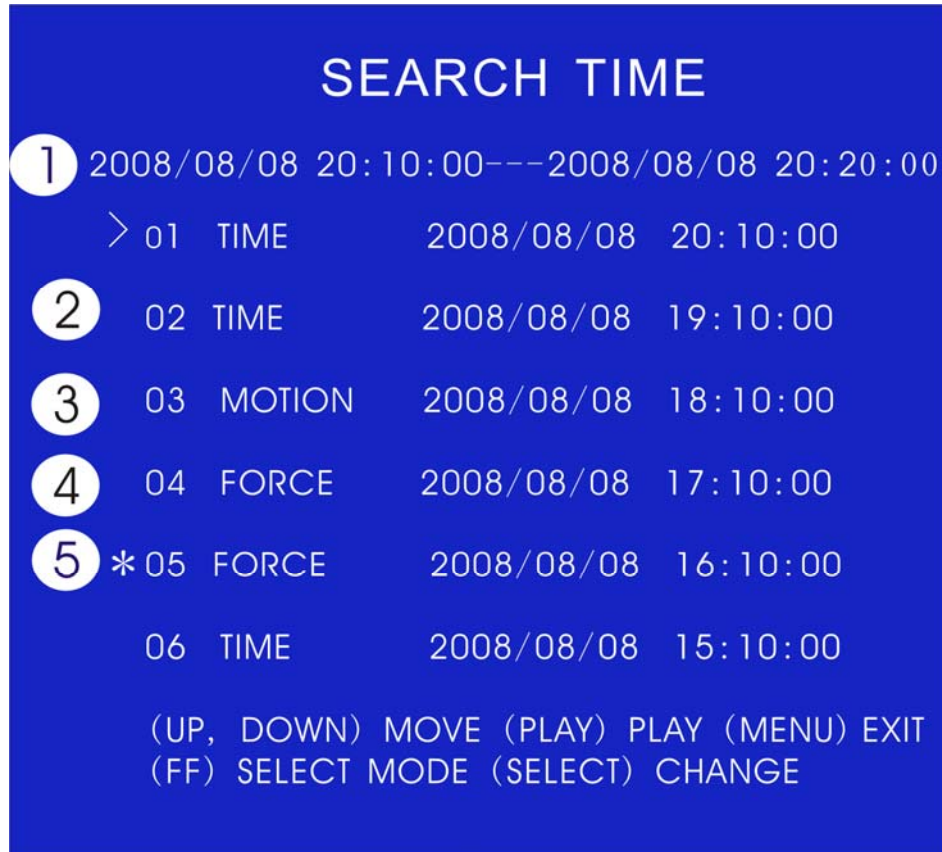 SEARCH TIME
1 2008/08/08 20:10:00---2008/08/08 20:20:00
> 01 TIME 2008/08/08 20:10:00
2 02 TIME 2008/08/08 19:10:00
3 03 MOTION 2008/08/08 18:10:00
4 04 FORCE 2008/08/08 17:10:00
5 *05 FORCE 2008/08/08 16:10:00
06 TIME 2008/08/08 15:10:00
(UP, DOWN) MOVE (PLAY) PLAY (MENU) EXIT
(FF) SELECT MODE (SELECT) CHANGE